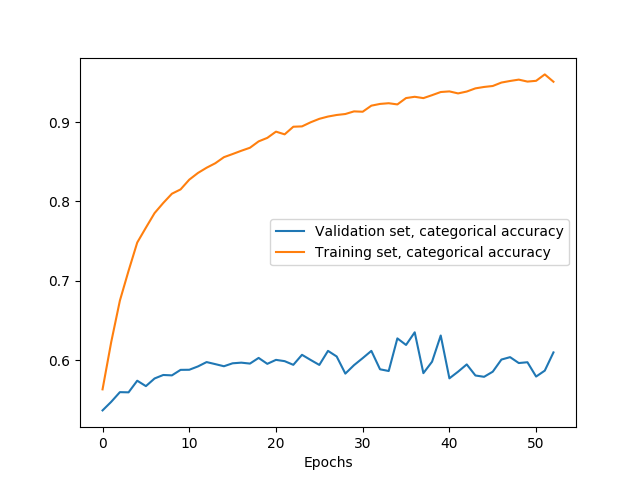 0.9
0.8
0.7
0.6
Validation set, categorical accuracy
Training set, categorical accuracy
0 10 20 30 40 50
Epochs